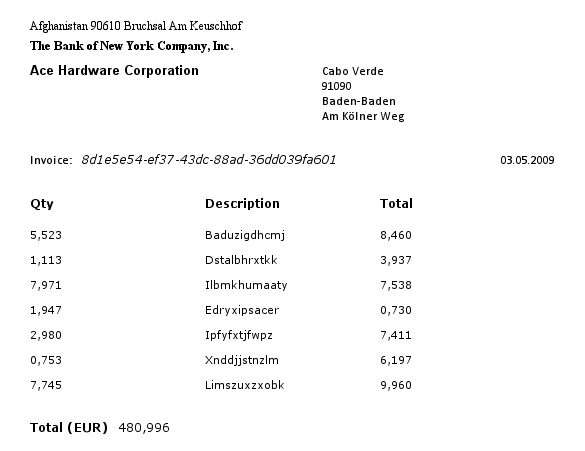 Afghanistan 90610 Bruchsal Am Keuschhof
The Bank of New York Company, Inc.
Ace Hardware Corporation
Cabo Verde
91090
Baden-Baden
Am Kölner Weg
Invoice: 8d1e5e54-ef37-43dc-88ad-36dd039fa601 03.05.2009
Qty Description Total
5,523 Baduzigdhcmj 8,460
1,113 Dstalbhrxtkk 3,937
7,971 Ilbmkhumaaty 7,538
1,947 Edryxipsacer 0,730
2,980 Ipfyfxtjfwpz 7,411
0,753 Xnddjjstnzlm 6,197
7,745 Limszuxzxobk 9,960
Total (EUR) 480,996